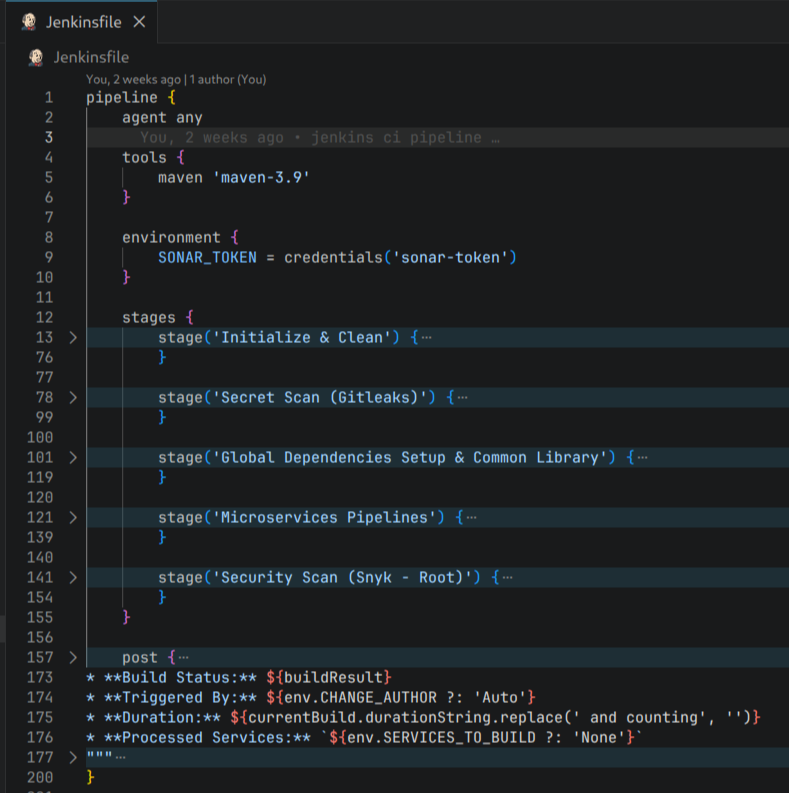 Jenkinsfile
Jenkinsfile
You, 2 weeks ago | 1 author (You)
1 pipeline {
2     agent any
3       You, 2 weeks ago • jenkins ci pipeline …
4     tools {
5         maven 'maven-3.9'
6     }
7
8     environment {
9         SONAR_TOKEN = credentials('sonar-token')
10     }
11
12     stages {
13         stage('Initialize & Clean') {…
76         }
77
78         stage('Secret Scan (Gitleaks)') {…
99         }
100
101         stage('Global Dependencies Setup & Common Library') {…
119         }
120
121         stage('Microservices Pipelines') {…
139         }
140
141         stage('Security Scan (Snyk - Root)') {…
154         }
155     }
156
157     post {…
173 * **Build Status:** ${buildResult}
174 * **Triggered By:** ${env.CHANGE_AUTHOR ?: 'Auto'}
175 * **Duration:** ${currentBuild.durationString.replace(' and counting', '')}
176 * **Processed Services:** `${env.SERVICES_TO_BUILD ?: 'None'}`
177 """…
200 }